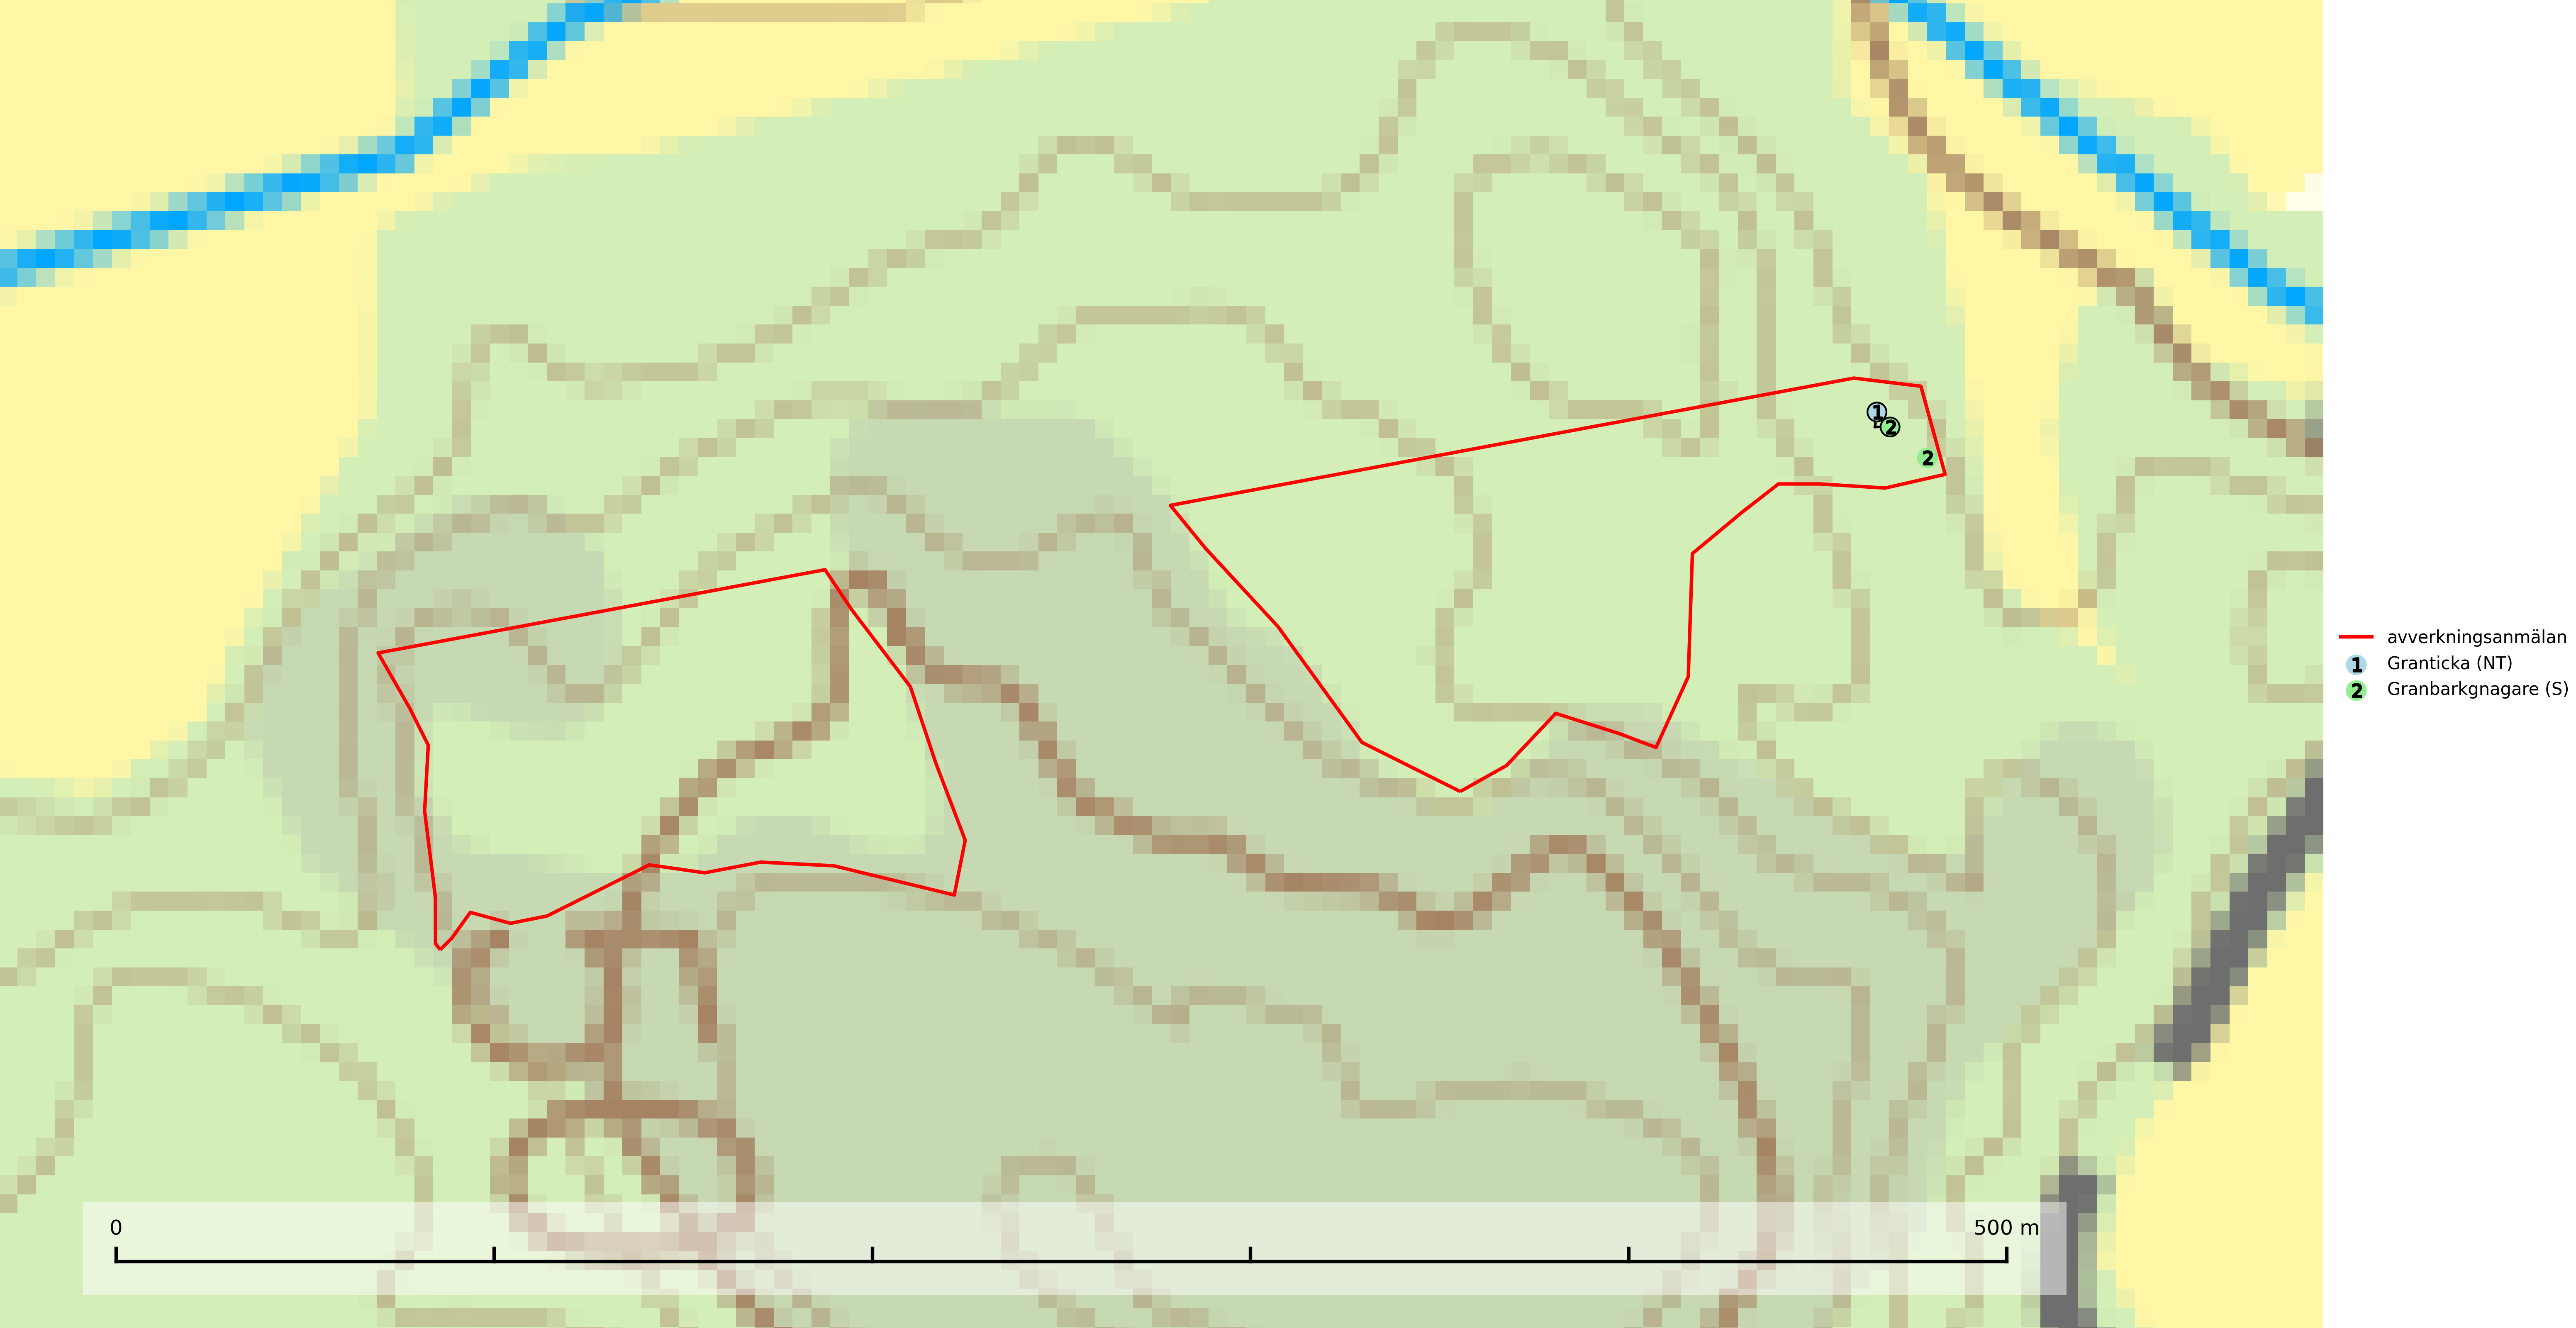 1
2
2
avverkningsanmälan
1 Granticka (NT)
2 Granbarkgnagare (S)
0 500 m